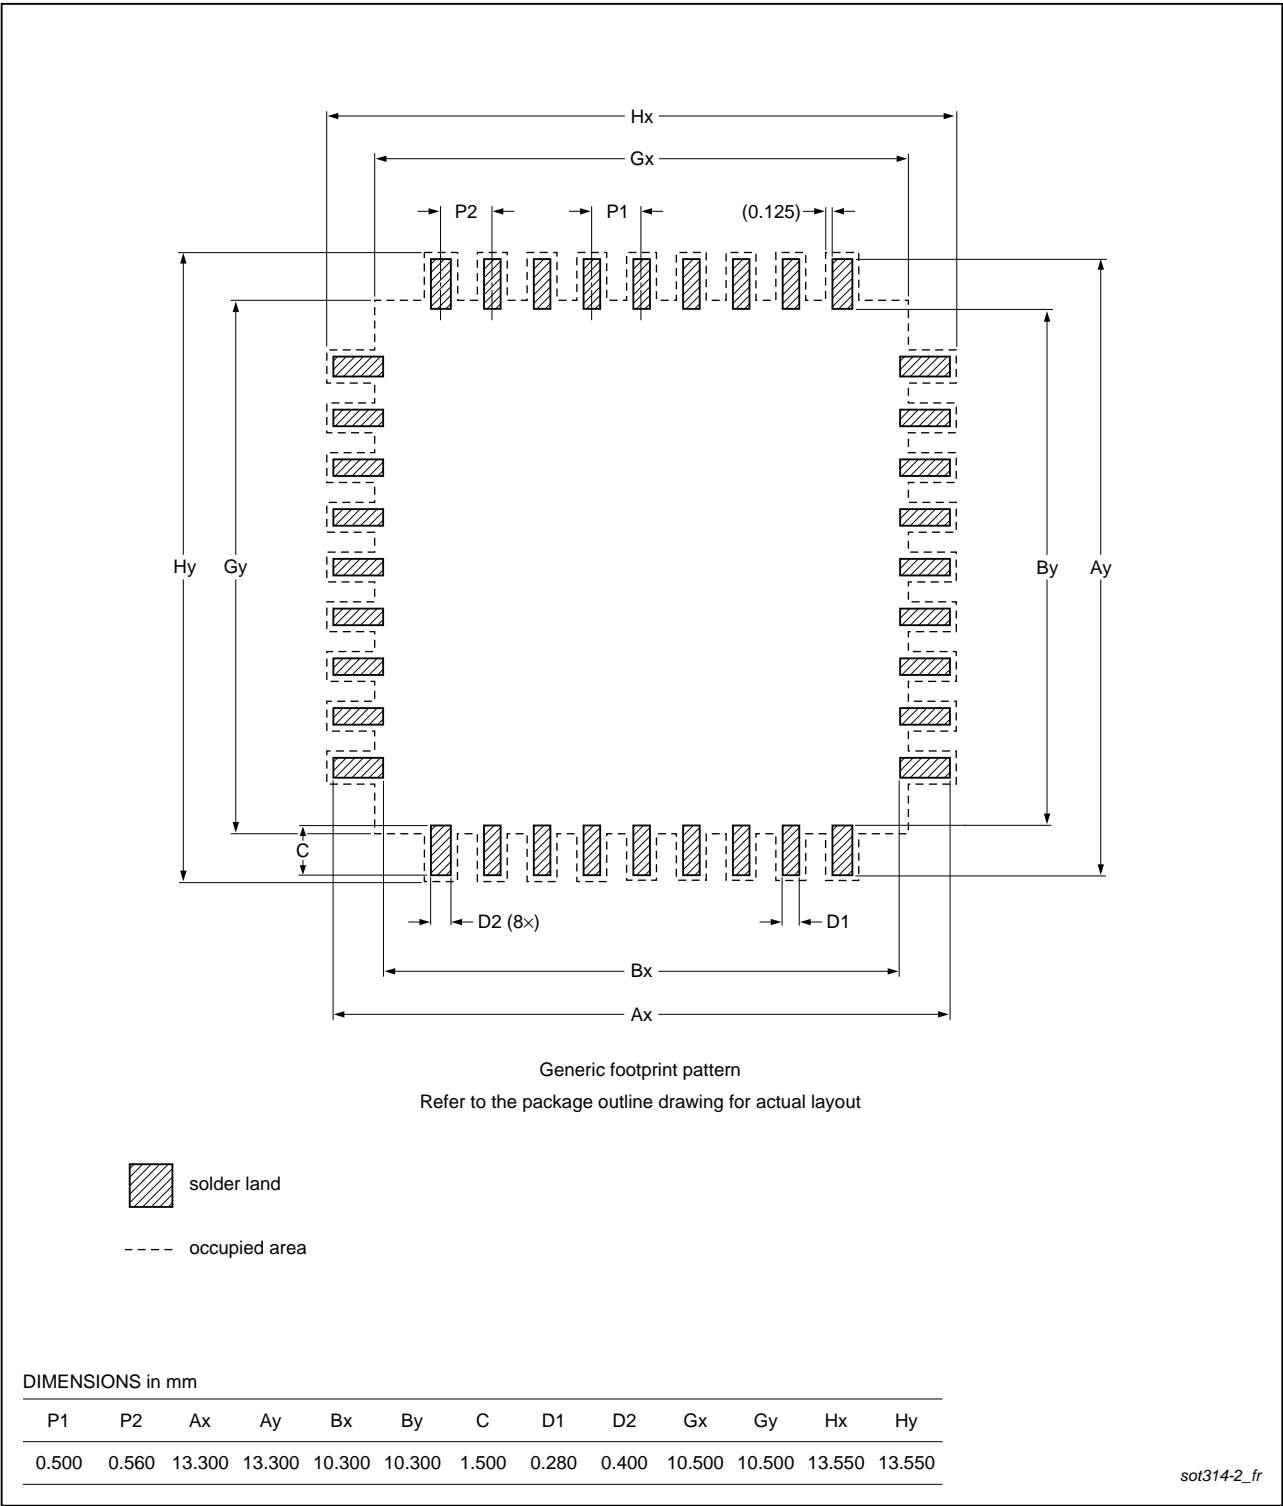 Hx
Gx
P2 P1 (0.125)
Hy Gy By Ay
C
D2 (8×) D1
Bx
Ax
Generic footprint pattern
Refer to the package outline drawing for actual layout
solder land
occupied area
DIMENSIONS in mm
P1 P2 Ax Ay Bx By C D1 D2 Gx Gy Hx Hy
0.500 0.560 13.300 13.300 10.300 10.300 1.500 0.280 0.400 10.500 10.500 13.550 13.550
sot314-2_fr